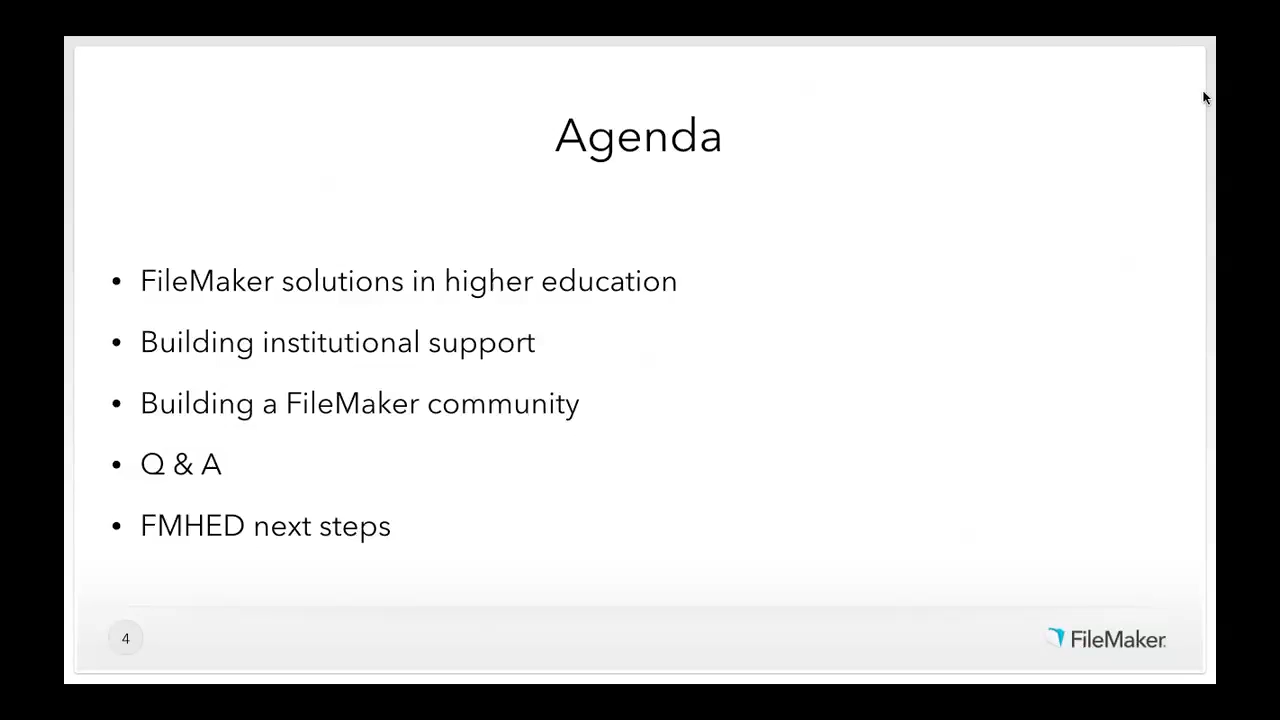 Agenda
• FileMaker solutions in higher education
• Building institutional support
• Building a FileMaker community
• Q & A
• FMHED next steps
4
FileMaker